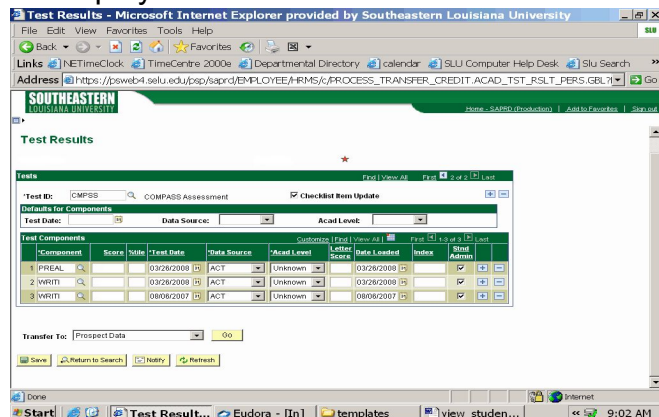 Test Results - Microsoft Internet Explorer provided by Southeastern Louisiana University
File Edit View Favorites Tools Help
Back Favorites
Links NETimeClock TimeCentre 2000e Departmental Directory calendar SLU Computer Help Desk Slu Search »
Address https://psweb4.selu.edu/psp/saprd/EMPLOYEE/HRMS/c/PROCESS_TRANSFER_CREDIT.ACAD_TST_RSLT_PERS.GBL? Go
SOUTHEASTERN
LOUISIANA UNIVERSITY
Home - SAPRD (Production) | Add to Favorites | Sign out
Test Results
Tests Find | View All First 2 of 2 Last
*Test ID: CMPSS COMPASS Assessment Checklist Item Update
Defaults for Components
Test Date: Data Source: Acad Level:
Test Components Customize | Find | View All | First 1-3 of 3 Last
*Component Score %tile *Test Date *Data Source *Acad Level Letter Score Date Loaded Index Stnd Admin
1 PREAL 03/26/2008 ACT Unknown 03/26/2008
2 WRITI 03/26/2008 ACT Unknown 03/26/2008
3 WRITI 08/06/2007 ACT Unknown 08/06/2007
Transfer To: Prospect Data Go
Save Return to Search Notify Refresh
Done Internet
Start Test Result... Eudora - [In] templates view_studen... « 9:02 AM